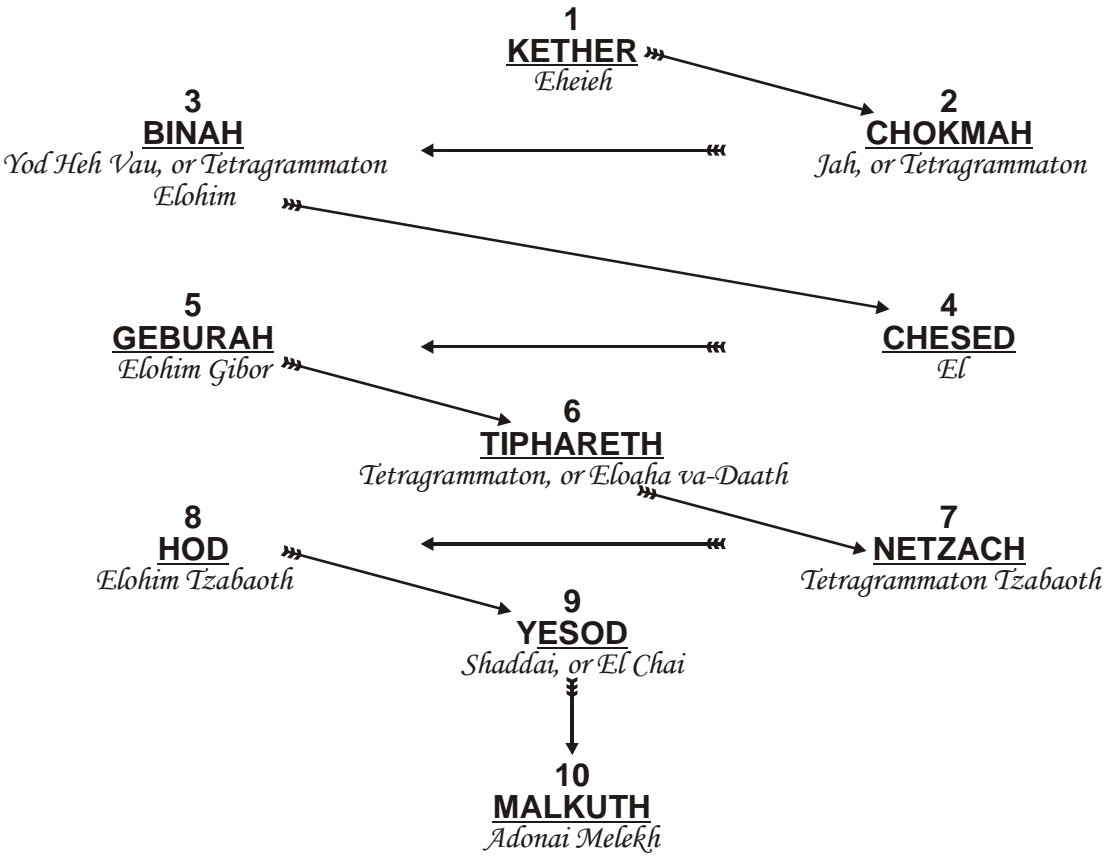 1
KETHER
Eheieh
3
BINAH
Yod Heh Vau, or Tetragrammaton
Elohim
2
CHOKMAH
Jah, or Tetragrammaton
5
GEBURAH
Elohim Gibor
4
CHESED
El
6
TIPHARETH
Tetragrammaton, or Eloaha va-Daath
8
HOD
Elohim Tzabaoth
7
NETZACH
Tetragrammaton Tzabaoth
9
YESOD
Shaddai, or El Chai
10
MALKUTH
Adonai Melekh